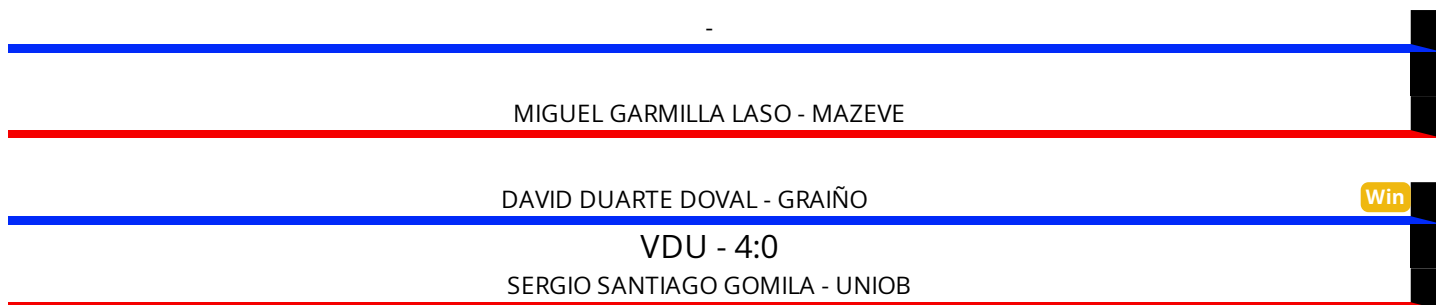 -
MIGUEL GARMILLA LASO - MAZEVE
DAVID DUARTE DOVAL - GRAIÑO
Win
VDU - 4:0
SERGIO SANTIAGO GOMILA - UNIOB